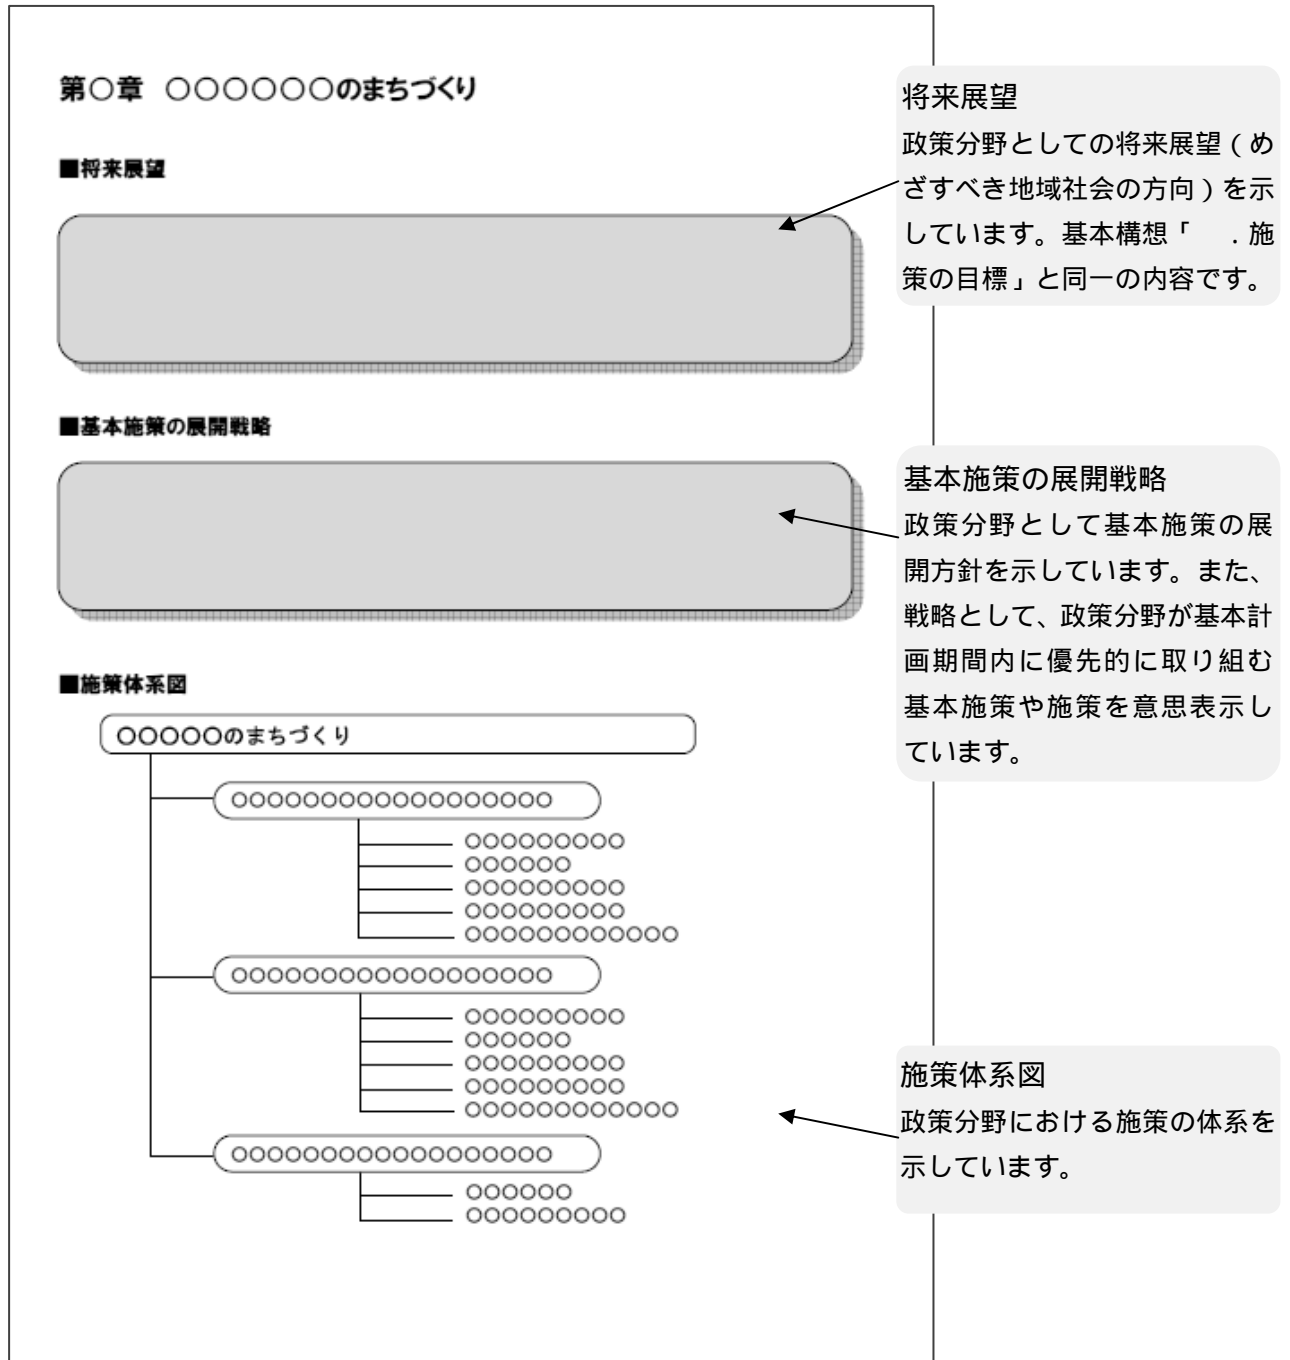 第○章 ○○○○○○のまちづくり
■将来展望
■基本施策の展開戦略
■施策体系図
○○○○○のまちづくり
○○○○○○○○○○○○○○○○○○
○○○○○○○○○
○○○○○○
○○○○○○○○○
○○○○○○○○○
○○○○○○○○○○○○
○○○○○○○○○○○○○○○○○○
○○○○○○○○○
○○○○○○
○○○○○○○○○
○○○○○○○○○
○○○○○○○○○○○○
○○○○○○○○○○○○○○○○○○
○○○○○○
○○○○○○○○○
将来展望
政策分野としての将来展望(め
ざすべき地域社会の方向)を示
しています。基本構想「　.施
策の目標」と同一の内容です。
基本施策の展開戦略
政策分野として基本施策の展
開方針を示しています。また、
戦略として、政策分野が基本計
画期間内に優先的に取り組む
基本施策や施策を意思表示し
ています。
施策体系図
政策分野における施策の体系を
示しています。